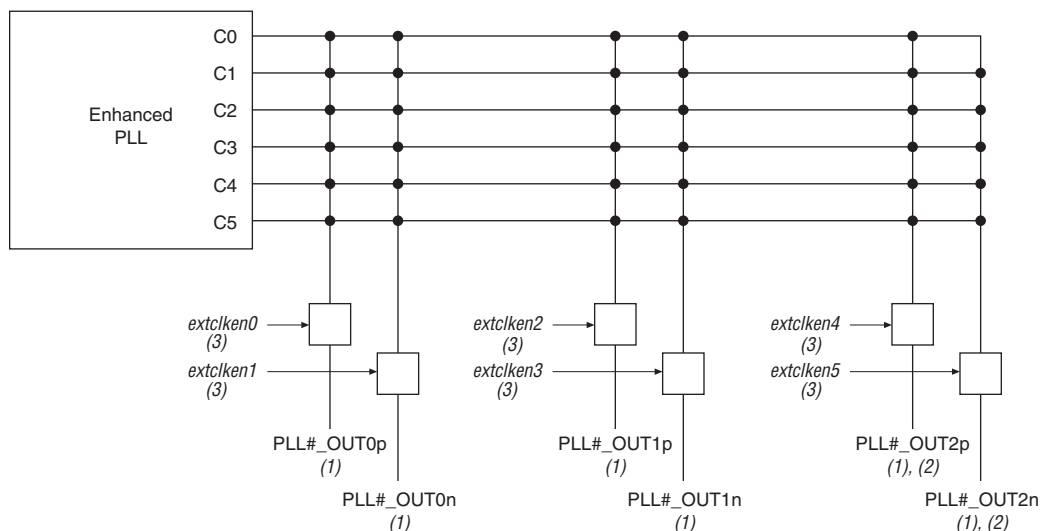 C0
C1
Enhanced
PLL
C2
C3
C4
C5
extclken0
(3)
extclken2
(3)
extclken4
(3)
extclken1
(3)
extclken3
(3)
extclken5
(3)
PLL#_OUT0p
(1)
PLL#_OUT1p
(1)
PLL#_OUT2p
(1), (2)
PLL#_OUT0n
(1)
PLL#_OUT1n
(1)
PLL#_OUT2n
(1), (2)